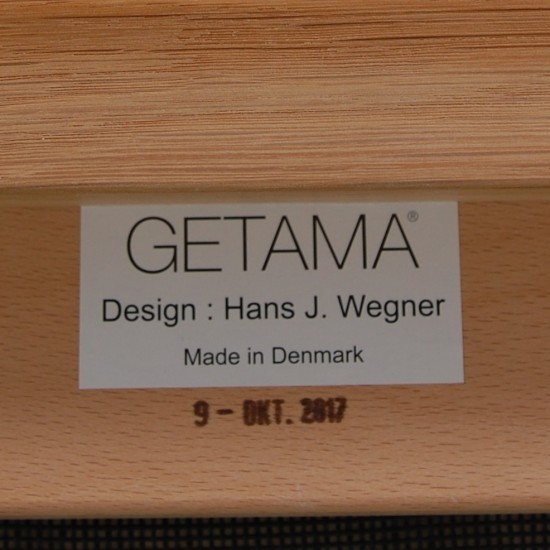 GETAMA®
Design : Hans J. Wegner
Made in Denmark
9 - OKT. 2017